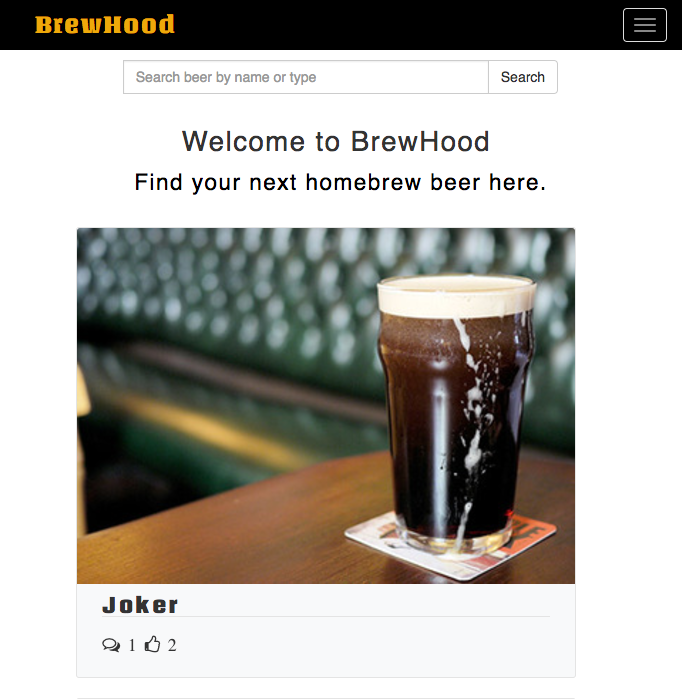 BrewHood
Search beer by name or type
Search
Welcome to BrewHood
Find your next homebrew beer here.
Joker
1 2